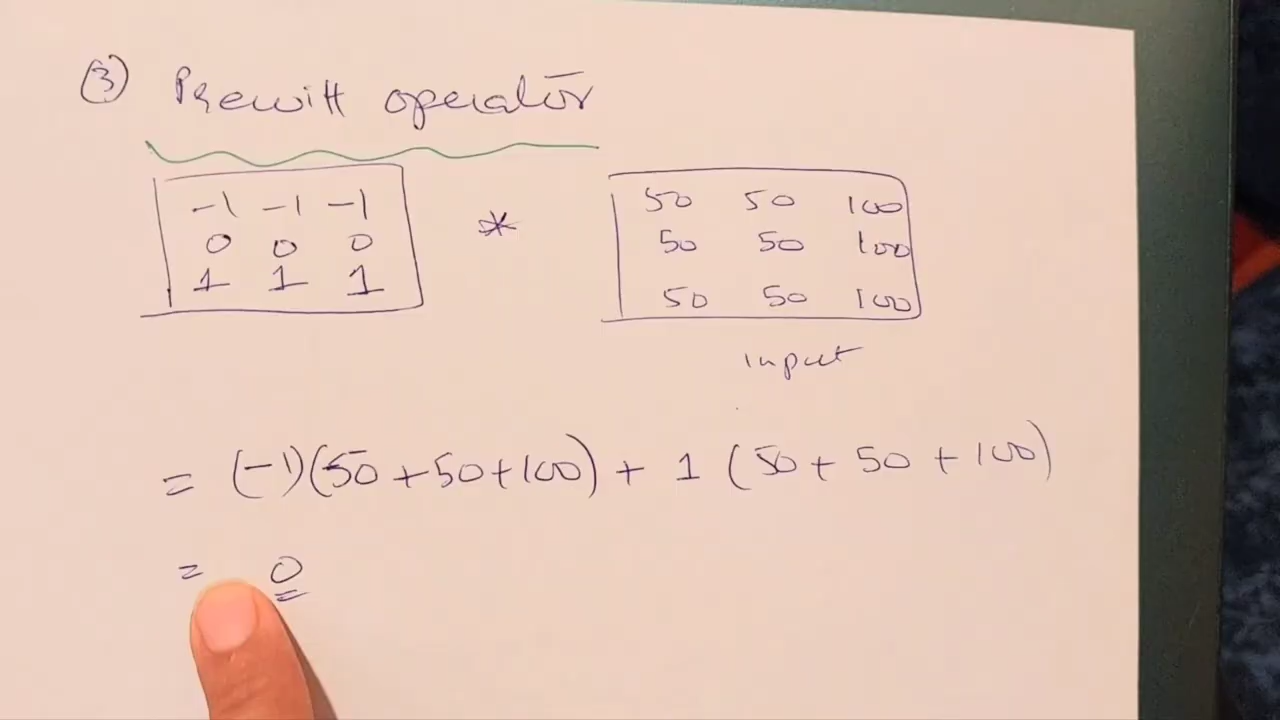 (3) Prewitt operator
-1 -1 -1 * 50 50 100
0 0 0 50 50 100
1 1 1 50 50 100
input
= (-1)(50+50+100) + 1 (50+50+100)
= 0